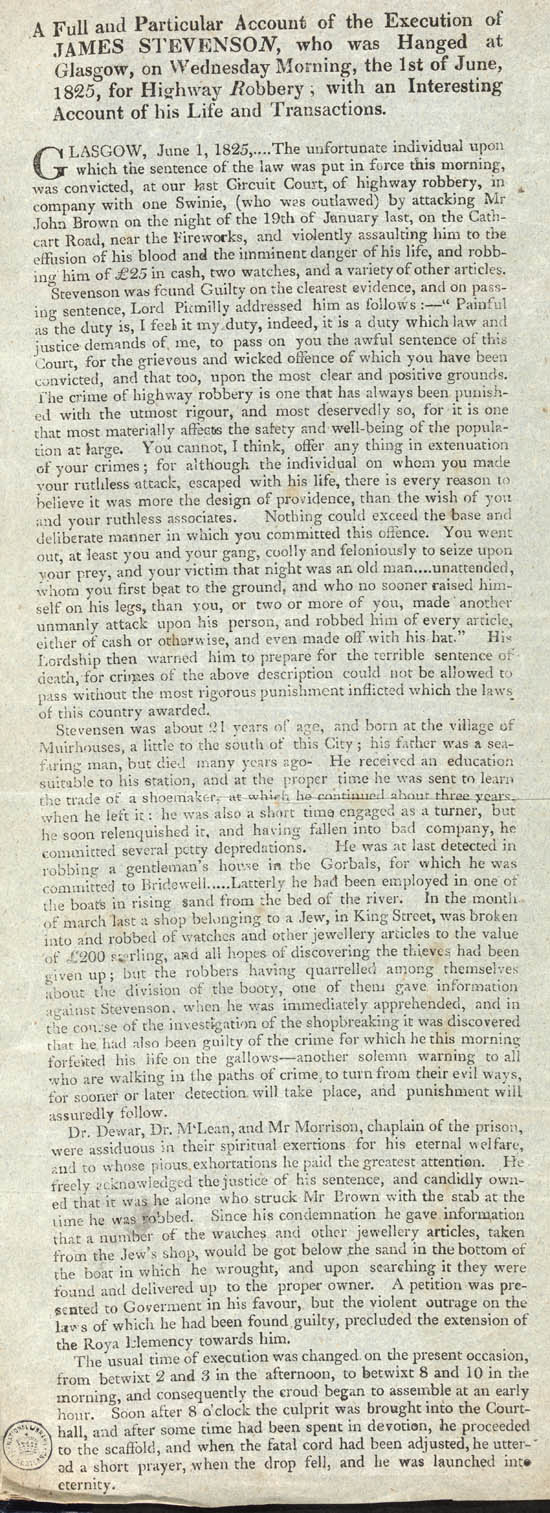 A Full and Particular Account of the Execution of
JAMES STEVENSON, who was Hanged at
Glasgow, on Wednesday Morning, the 1st of June,
1825, for Highway Robbery; with an Interesting
Account of his Life and Transactions.
GLASGOW, June 1, 1825,....The unfortunate individual upon
which the sentence of the law was put in force this morning,
was convicted, at our last Circuit Court, of highway robbery, in
company with one Swinie, (who was outlawed) by attacking Mr
John Brown on the night of the 19th of January last, on the Cath-
cart Road, near the Fireworks, and violently assaulting him to the
effusion of his blood and the imminent danger of his life, and robb-
ing him of £25 in cash, two watches, and a variety of other articles.
Stevenson was found Guilty on the clearest evidence, and on pass-
ing sentence, Lord Pitmilly addressed him as follows:—" Painful
as the duty is, I feel it my duty, indeed, it is a duty which law and
justice demands of me, to pass on you the awful sentence of this
Court, for the grievous and wicked offence of which you have been
convicted, and that too, upon the most clear and positive grounds.
The crime of highway robbery is one that has always been punish-
ed with the utmost rigour, and most deservedly so, for it is one
that most materially affects the safety and well-being of the popula-
tion at large. You cannot, I think, offer any thing in extenuation
of your crimes; for although the individual on whom you made
your ruthless attack, escaped with his life, there is every reason to
believe it was more the design of providence, than the wish of you
and your ruthless associates. Nothing could exceed the base and
deliberate manner in which you committed this offence. You went
out, at least you and your gang, coolly and feloniously to seize upon
your prey, and your victim that night was an old man....unattended,
whom you first beat to the ground, and who no sooner raised him-
self on his legs, than you, or two or more of you, made another
unmanly attack upon his person, and robbed him of every article,
either of cash or otherwise, and even made off with his hat." His
Lordship then warned him to prepare for the terrible sentence of
death, for crimes of the above description could not be allowed to
pass without the most rigorous punishment inflicted which the laws
of this country awarded.
Stevensen was about 21 years of age, and born at the village of
Muirhouses, a little to the south of this City; his father was a sea-
faring man, but died many years ago- He received an education
suitable to his station, and at the proper time he was sent to learn
the trade of a shoemaker, at which he continued about three years,
when he left it: he was also a short time engaged as a turner, but
he soon relenquished it, and having fallen into bad company, he
committed several petty depredations. He was at last detected in
robbing a gentleman's house in the Gorbals, for which he was
committed to Bridewell.....Latterly he had been employed in one of
the boats in rising sand from the bed of the river. In the month
of march last a shop belonging to a Jew, in King Street, was broken
into and robbed of watches and other jewellery articles to the value
of £200 sterling, and all hopes of discovering the thieves had been
given up; but the robbers having quarrelled among themselves
about the division of the booty, one of them gave information
against Stevenson, when he was immediately apprehended, and in
the course of the investigation of the shopbreaking it was discovered
that he had also been guilty of the crime for which he this morning
forfeited his life on the gallows—another solemn warning to all
who are walking in the paths of crime, to turn from their evil ways,
for sooner or later detection will take place, and punishment will
assuredly follow.
Dr. Dewar, Dr. M'Lean, and Mr Morrison, chaplain of the prison,
were assiduous in their spiritual exertions for his eternal welfare,
and to whose pious exhortations he paid the greatest attention. He
freely acknowledged the justice of his sentence, and candidly own-
ed that it was he alone who struck Mr Brown with the stab at the
time he was robbed. Since his condemnation he gave information
that a number of the watches and other jewellery articles, taken
from the Jew's shop, would be got below the sand in the bottom of
the boat in which he wrought, and upon searching it they were
found and delivered up to the proper owner. A petition was pre-
sented to Goverment in his favour, but the violent outrage on the
laws of which he had been found guilty, precluded the extension of
the Roya Elemency towards him.
The usual time of execution was changed on the present occasion,
from betwixt 2 and 3 in the afternoon, to betwixt 8 and 10 in the
morning, and consequently the croud began to assemble at an early
hour. Soon after 8 o'clock the culprit was brought into the Court-
hall, and after some time had been spent in devotion, he proceeded
to the scaffold, and when the fatal cord had been adjusted, he utter-
ed a short prayer, when the drop fell, and he was launched into
eternity.